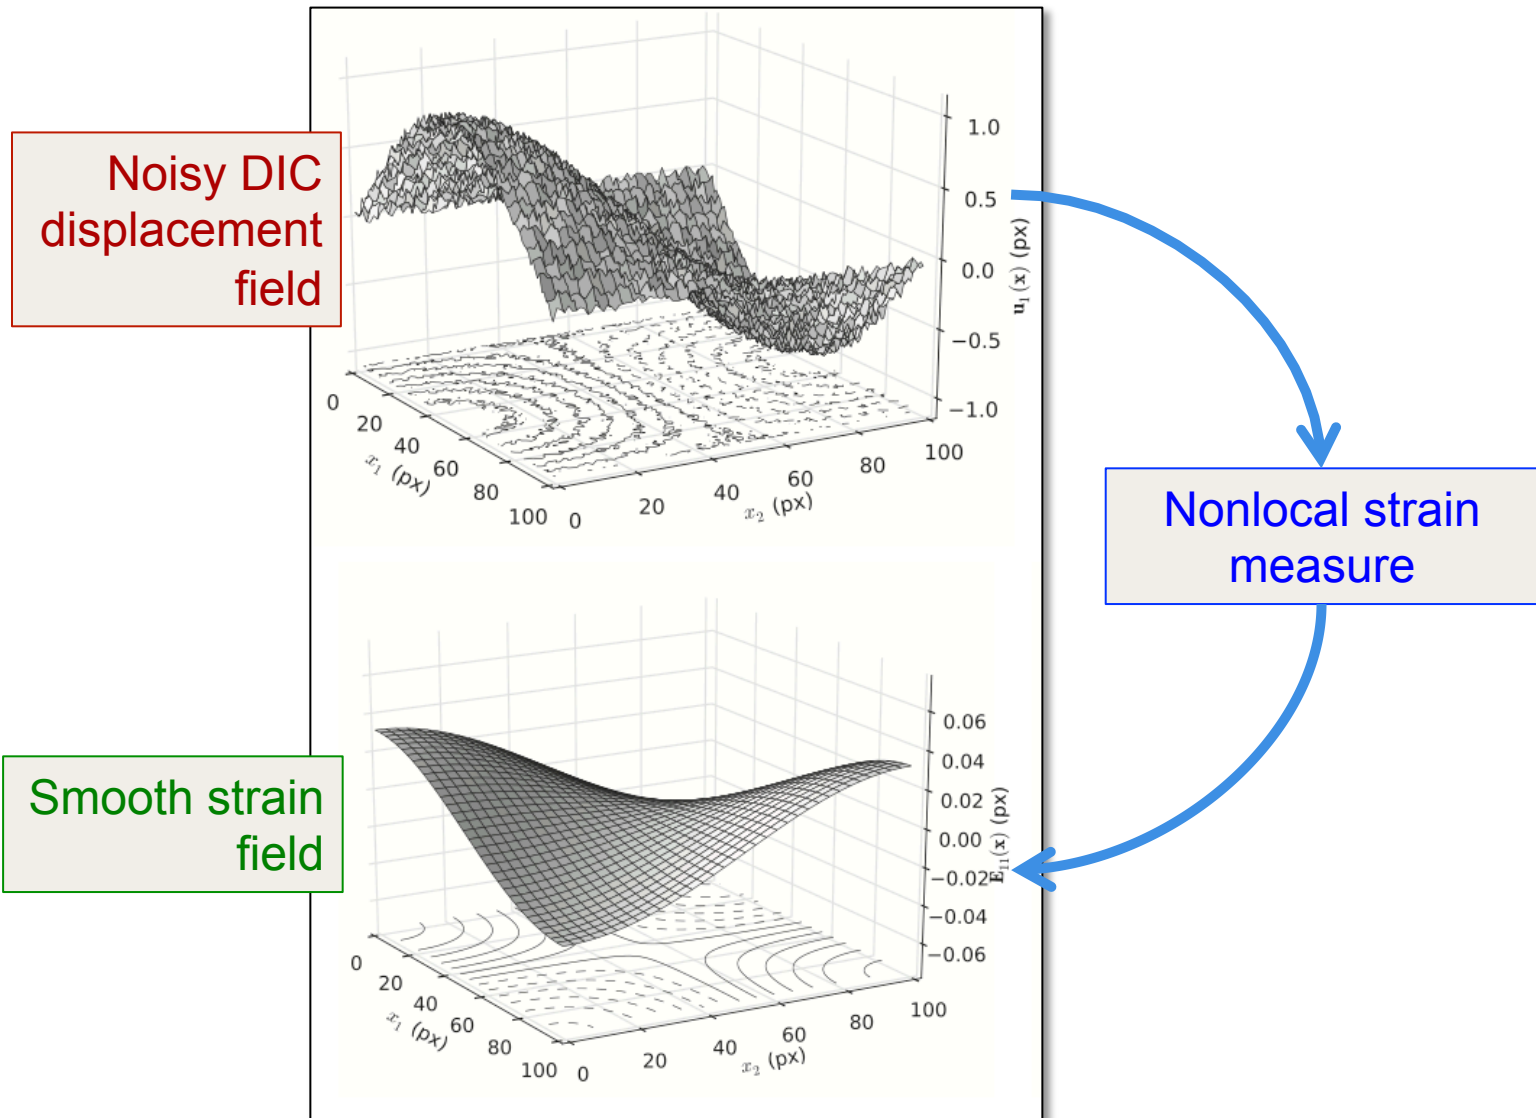 Noisy DIC
displacement
field
1.0
0.5
0.0
−0.5
−1.0
u₁(x) (px)
0
20
40
60
80
100
x₁ (px)
0
20
40
60
80
100
x₂ (px)
Nonlocal strain
measure
Smooth strain
field
0.06
0.04
0.02
0.00
−0.02
−0.04
−0.06
E₁₁(x) (px)
0
20
40
60
80
100
x₁ (px)
0
20
40
60
80
100
x₂ (px)